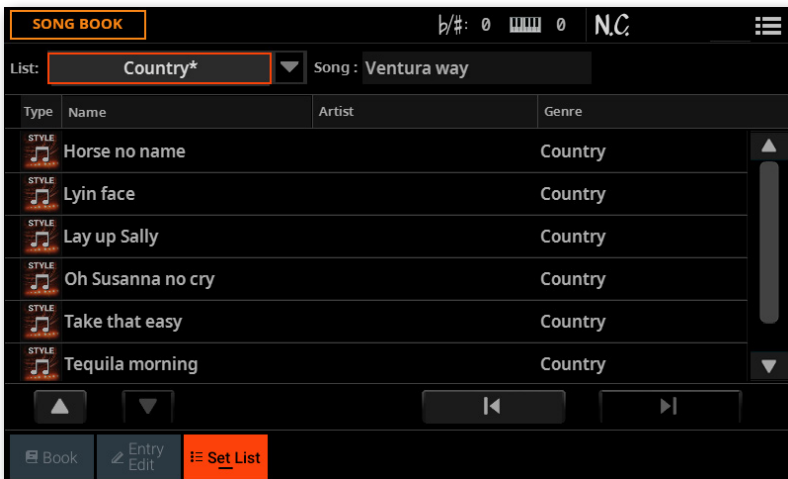 SONG BOOK b/#: 0 0 N.C.
List: Country* Song: Ventura way
Type Name Artist Genre
STYLE Horse no name Country
STYLE Lyin face Country
STYLE Lay up Sally Country
STYLE Oh Susanna no cry Country
STYLE Take that easy Country
STYLE Tequila morning Country
Book Entry Edit Set List